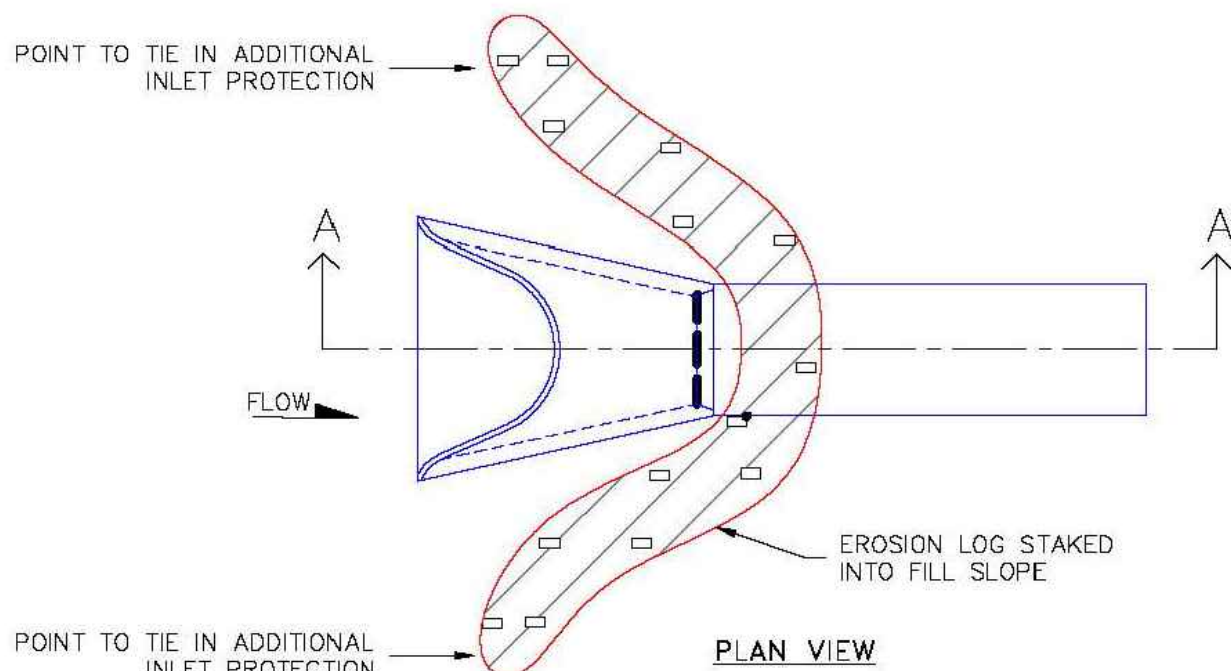 POINT TO TIE IN ADDITIONAL
INLET PROTECTION
A
A
FLOW
EROSION LOG STAKED
INTO FILL SLOPE
POINT TO TIE IN ADDITIONAL
INLET PROTECTION
PLAN VIEW